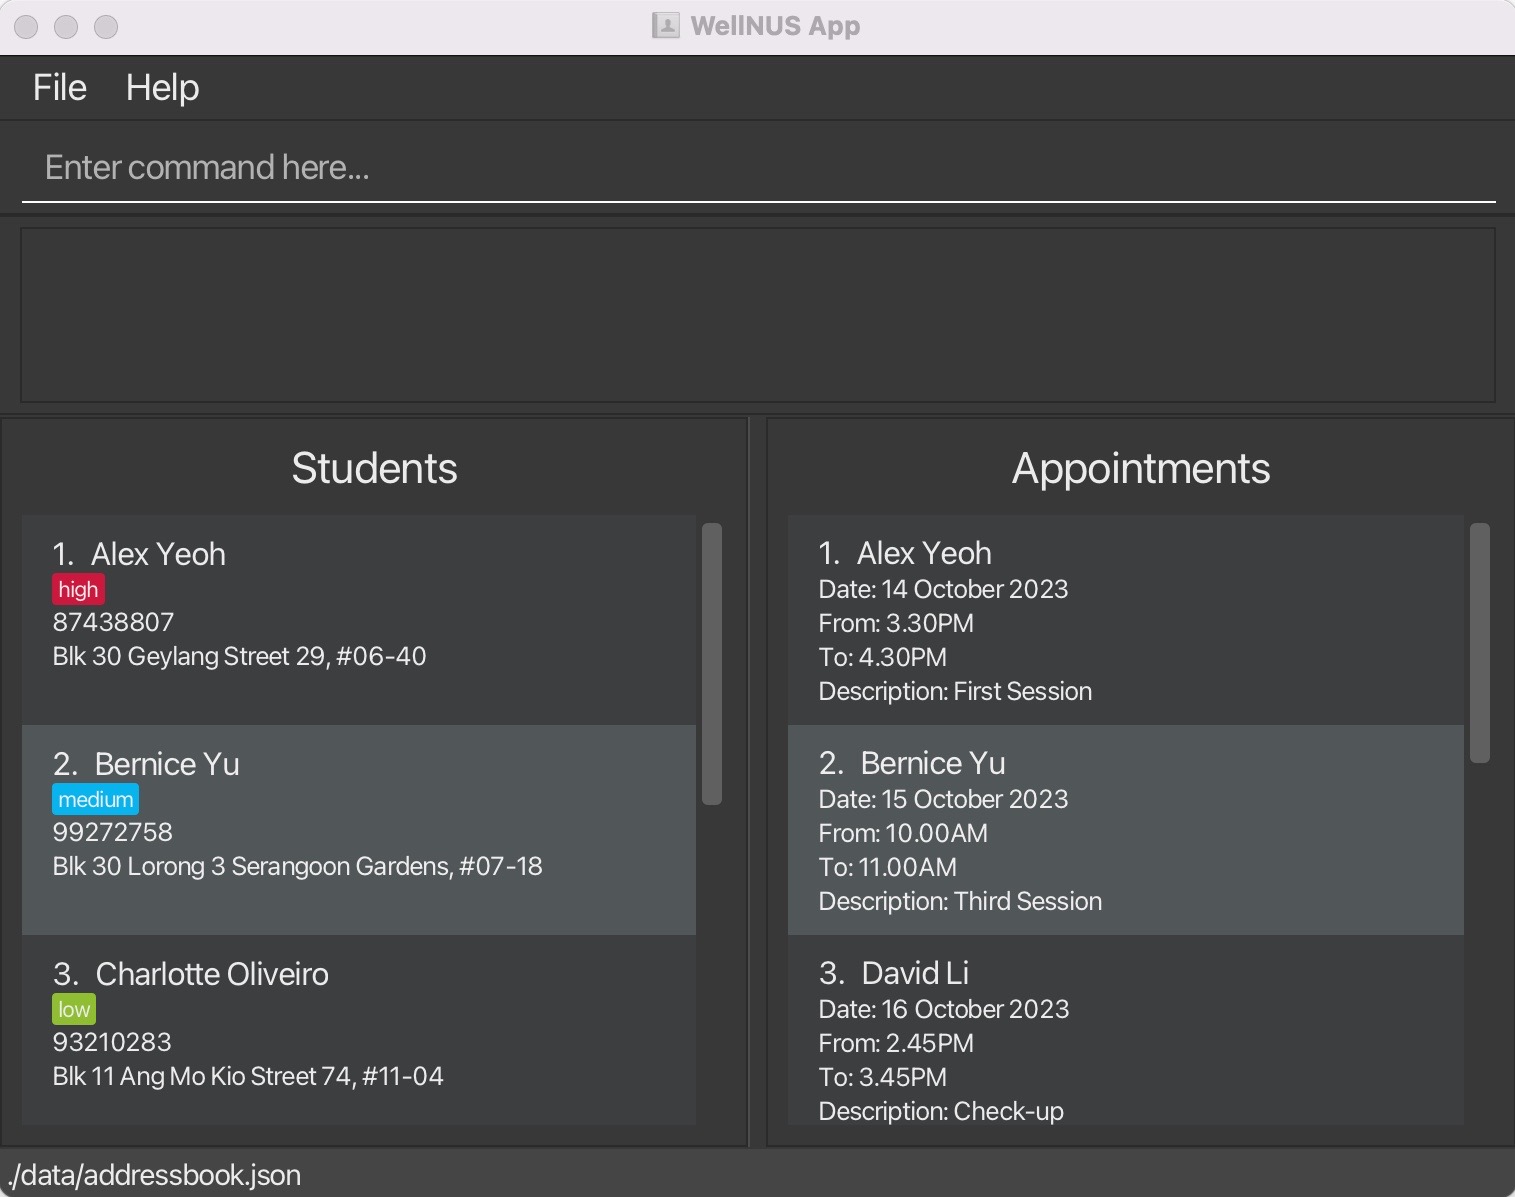 WellNUS App
File Help
Enter command here...
Students
1. Alex Yeoh
high
87438807
Blk 30 Geylang Street 29, #06-40
2. Bernice Yu
medium
99272758
Blk 30 Lorong 3 Serangoon Gardens, #07-18
3. Charlotte Oliveiro
low
93210283
Blk 11 Ang Mo Kio Street 74, #11-04
Appointments
1. Alex Yeoh
Date: 14 October 2023
From: 3.30PM
To: 4.30PM
Description: First Session
2. Bernice Yu
Date: 15 October 2023
From: 10.00AM
To: 11.00AM
Description: Third Session
3. David Li
Date: 16 October 2023
From: 2.45PM
To: 3.45PM
Description: Check-up
./data/addressbook.json